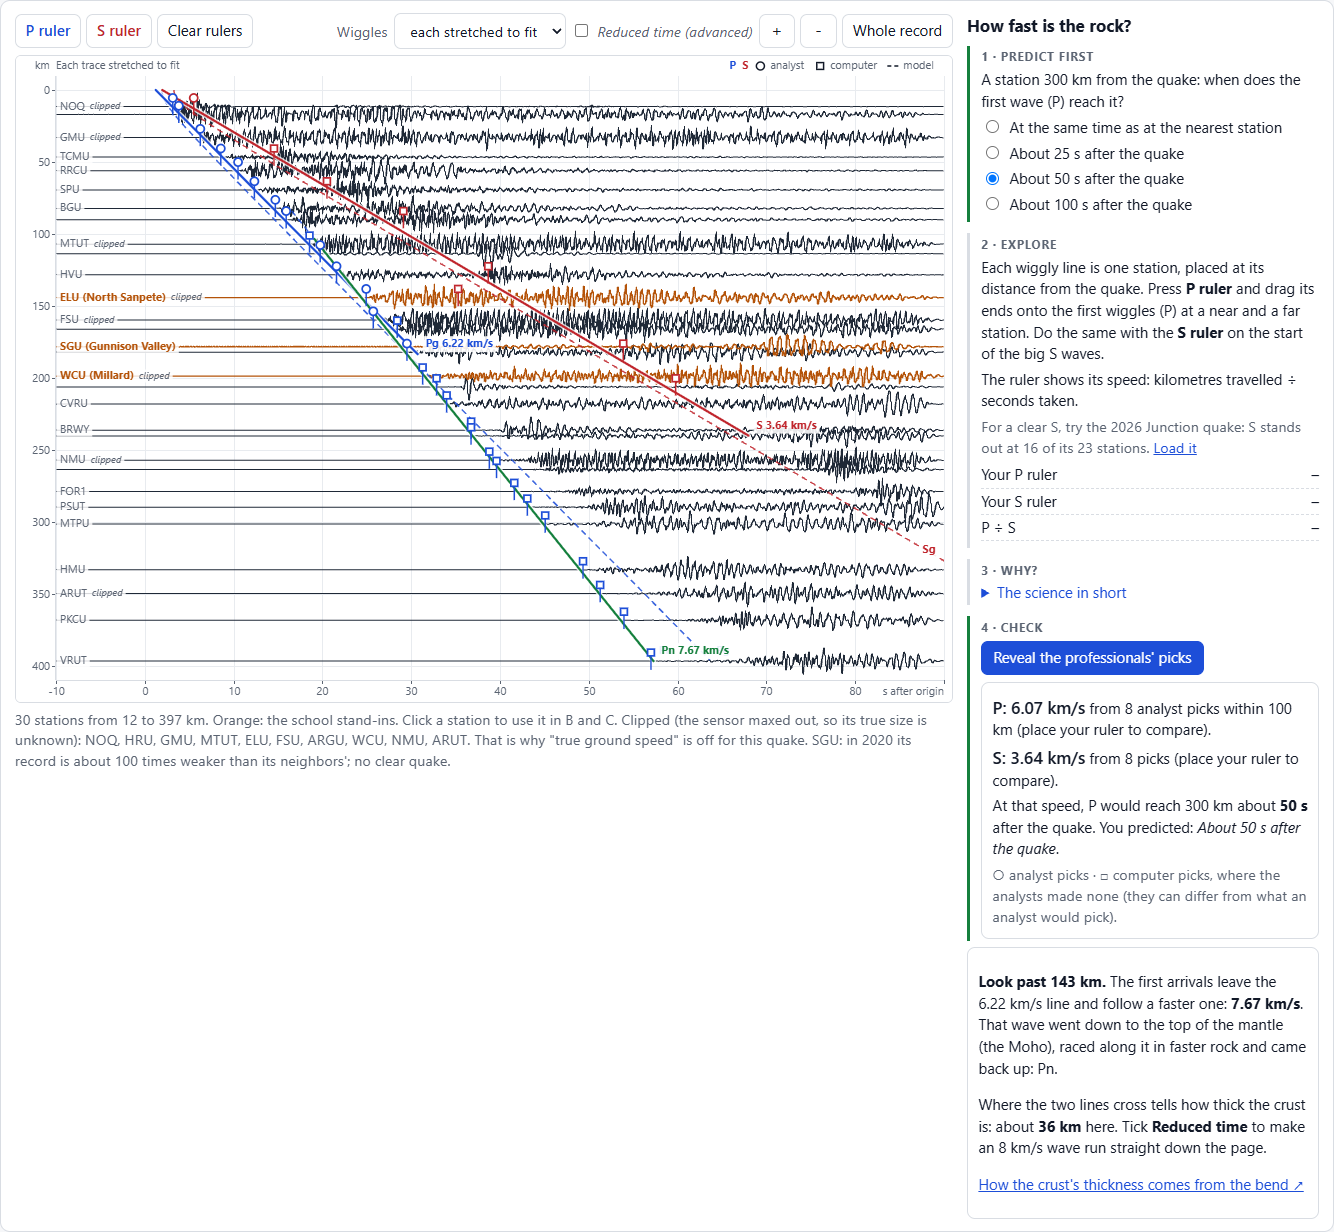 P ruler
S ruler
Clear rulers
Wiggles
each stretched to fit
Reduced time (advanced)
+
-
Whole record
km Each trace stretched to fit
P S analyst computer model
0
50
100
150
200
250
300
350
400
NOQ clipped
GMU clipped
TCMU
RRCU
SPU
BGU
MTUT clipped
HVU
ELU (North Sanpete) clipped
FSU clipped
SGU (Gunnison Valley)
WCU (Millard) clipped
CVRU
BRWY
NMU clipped
FOR1
PSUT
MTPU
HMU
ARUT clipped
PKCU
VRUT
Pg 6.22 km/s
S 3.64 km/s
Sg
Pn 7.67 km/s
-10 0 10 20 30 40 50 60 70 80 s after origin
30 stations from 12 to 397 km. Orange: the school stand-ins. Click a station to use it in B and C. Clipped (the sensor maxed out, so its true size is
unknown): NOQ, HRU, GMU, MTUT, ELU, FSU, ARGU, WCU, NMU, ARUT. That is why "true ground speed" is off for this quake. SGU: in 2020 its
record is about 100 times weaker than its neighbors'; no clear quake.
How fast is the rock?
1 · PREDICT FIRST
A station 300 km from the quake: when does the
first wave (P) reach it?
At the same time as at the nearest station
About 25 s after the quake
About 50 s after the quake
About 100 s after the quake
2 · EXPLORE
Each wiggly line is one station, placed at its
distance from the quake. Press P ruler and drag its
ends onto the first wiggles (P) at a near and a far
station. Do the same with the S ruler on the start
of the big S waves.
The ruler shows its speed: kilometres travelled ÷
seconds taken.
For a clear S, try the 2026 Junction quake: S stands
out at 16 of its 23 stations. Load it
Your P ruler –
Your S ruler –
P ÷ S –
3 · WHY?
▶ The science in short
4 · CHECK
Reveal the professionals' picks
P: 6.07 km/s from 8 analyst picks within 100
km (place your ruler to compare).
S: 3.64 km/s from 8 picks (place your ruler to
compare).
At that speed, P would reach 300 km about 50 s
after the quake. You predicted: About 50 s after
the quake.
○ analyst picks · □ computer picks, where the
analysts made none (they can differ from what an
analyst would pick).
Look past 143 km. The first arrivals leave the
6.22 km/s line and follow a faster one: 7.67 km/s.
That wave went down to the top of the mantle
(the Moho), raced along it in faster rock and came
back up: Pn.
Where the two lines cross tells how thick the crust
is: about 36 km here. Tick Reduced time to make
an 8 km/s wave run straight down the page.
How the crust's thickness comes from the bend ↗